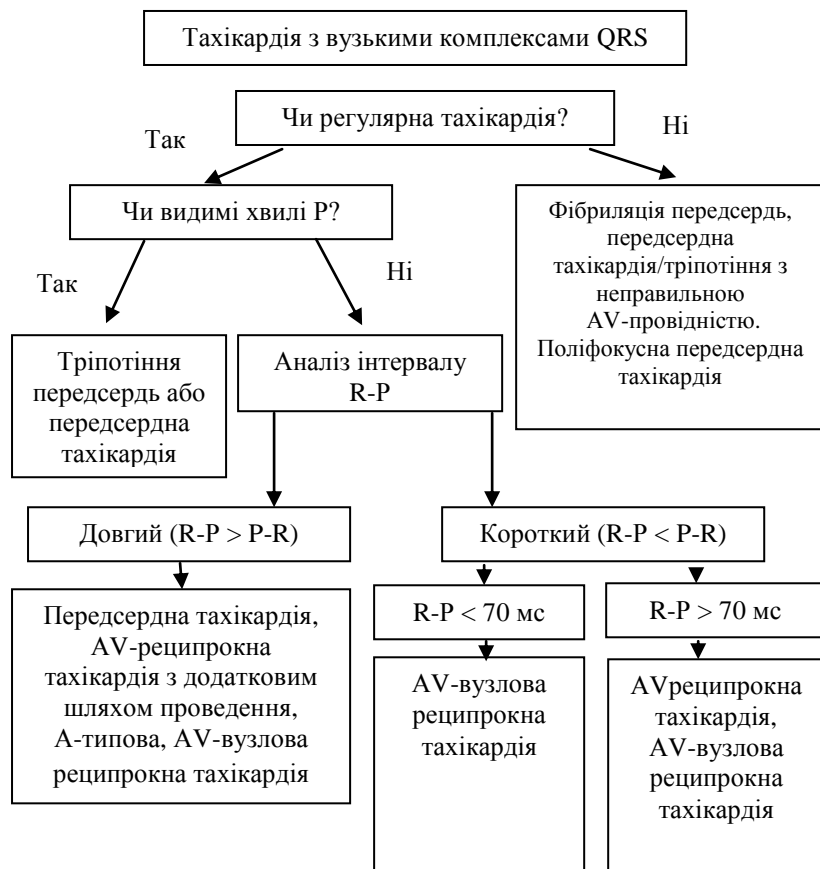 Тахікардія з вузькими комплексами QRS
Чи регулярна тахікардія?
Так
Ні
Чи видимі хвилі Р?
Фібриляція передсердь,
передсердна
тахікардія/тріпотіння з
неправильною
AV-провідністю.
Поліфокусна передсердна
тахікардія
Так
Ні
Тріпотіння
передсердь або
передсердна
тахікардія
Аналіз інтервалу
R-P
Довгий (R-P > P-R)
Короткий (R-P < P-R)
Передсердна тахікардія,
AV-реципрокна
тахікардія з додатковим
шляхом проведення,
А-типова, AV-вузлова
реципрокна тахікардія
R-P < 70 мс
R-P > 70 мс
AV-вузлова
реципрокна
тахікардія
AVреципрокна
тахікардія,
AV-вузлова
реципрокна
тахікардія